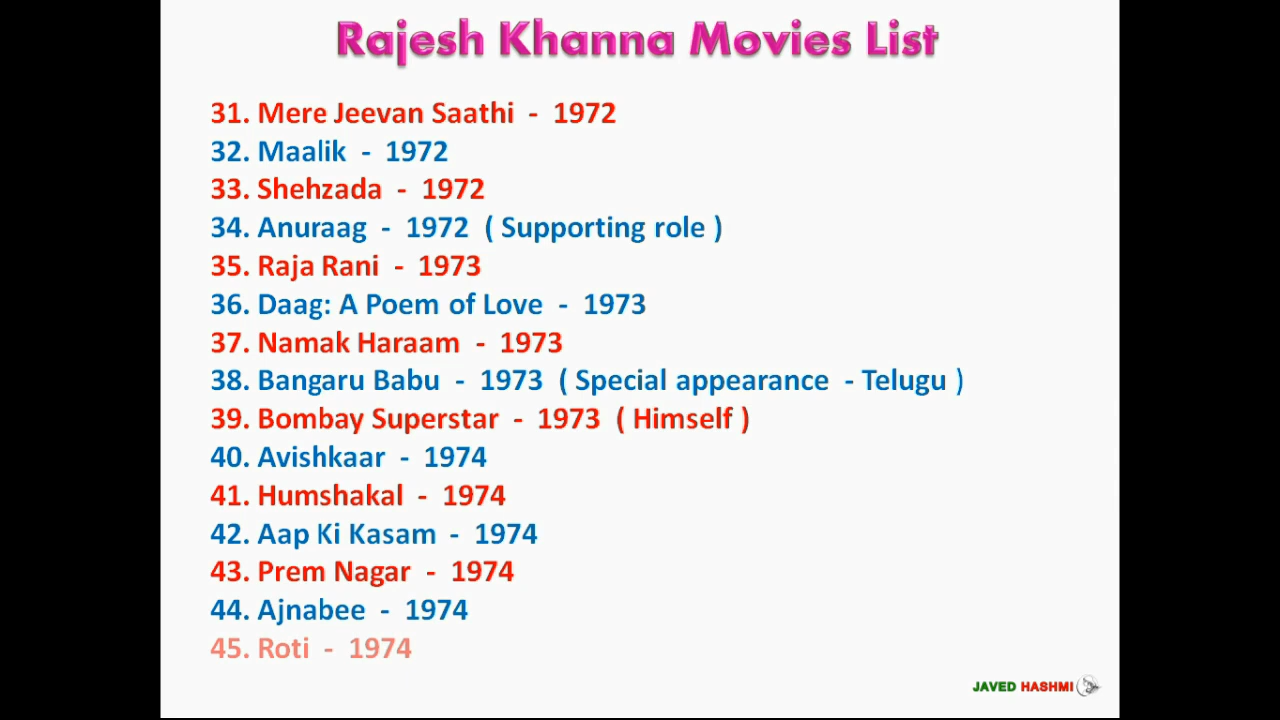 Rajesh Khanna Movies List
31. Mere Jeevan Saathi - 1972
32. Maalik - 1972
33. Shehzada - 1972
34. Anuraag - 1972 ( Supporting role )
35. Raja Rani - 1973
36. Daag: A Poem of Love - 1973
37. Namak Haraam - 1973
38. Bangaru Babu - 1973 ( Special appearance - Telugu )
39. Bombay Superstar - 1973 ( Himself )
40. Avishkaar - 1974
41. Humshakal - 1974
42. Aap Ki Kasam - 1974
43. Prem Nagar - 1974
44. Ajnabee - 1974
45. Roti - 1974
JAVED HASHMI